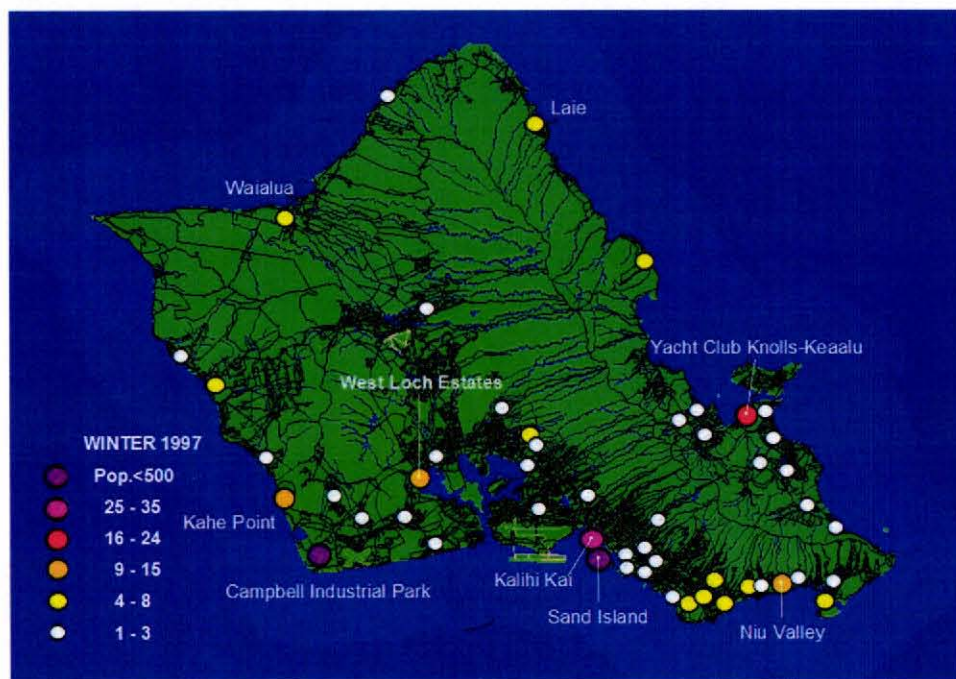 Laie
Waialua
Yacht Club Knolls-Keaalu
West Loch Estates
WINTER 1997
Pop.<500
25 - 35
16 - 24
9 - 15
4 - 8
1 - 3
Kahe Point
Campbell Industrial Park
Kalihi Kai
Sand Island
Niu Valley